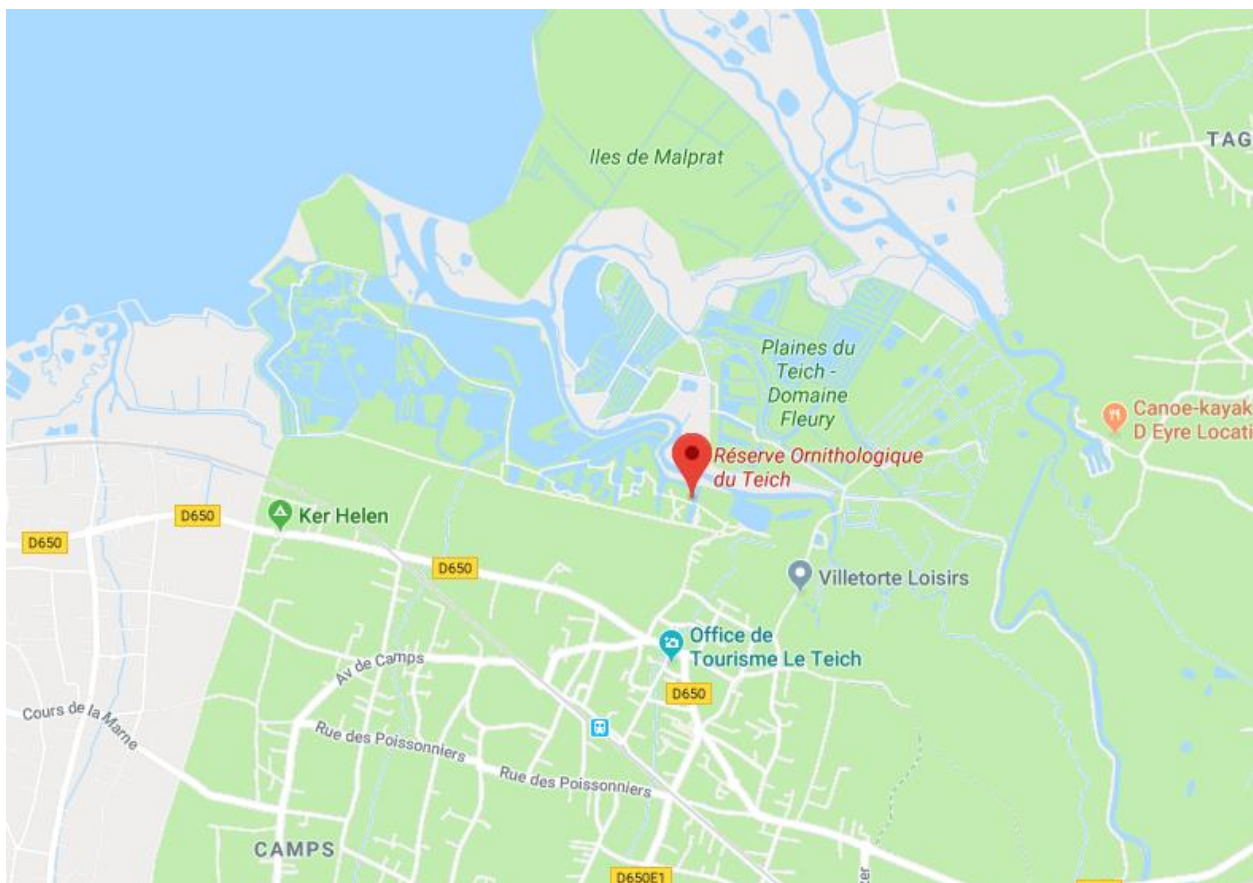 Iles de Malprat
TAG
Plaines du
Teich -
Domaine
Fleury
Canoe-kayak
D Eyre Locati
Réserve Ornithologique
du Teich
D650
Ker Helen
D650
D650
Villetorte Loisirs
Office de
Tourisme Le Teich
Av de Camps
D650
Cours de la Marne
Rue des Poissonniers
Rue des Poissonniers
CAMPS
D650E1